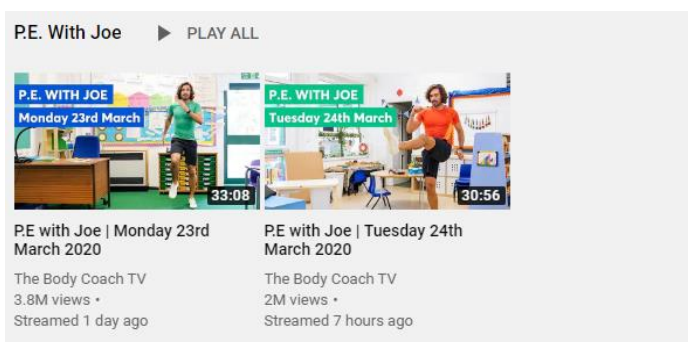 P.E. With Joe PLAY ALL
P.E. WITH JOE
Monday 23rd March
33:08
P.E. WITH JOE
Tuesday 24th March
30:56
P.E with Joe | Monday 23rd
March 2020
The Body Coach TV
3.8M views •
Streamed 1 day ago
P.E with Joe | Tuesday 24th
March 2020
The Body Coach TV
2M views •
Streamed 7 hours ago